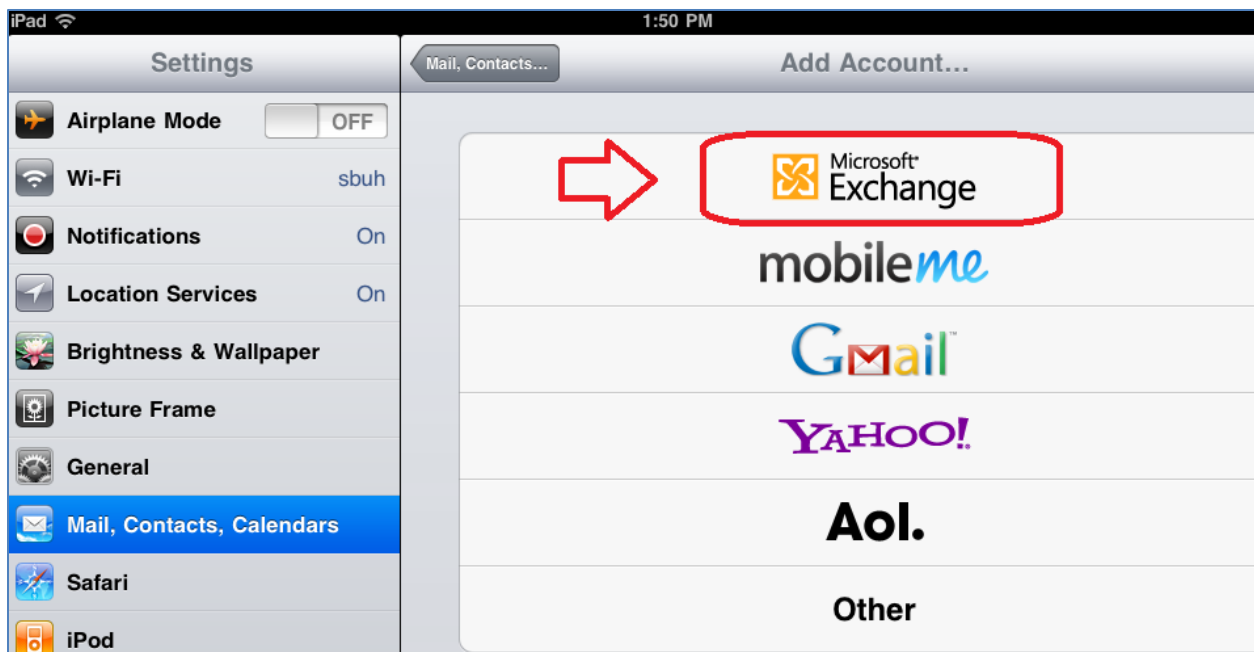 iPad 1:50 PM
Settings
Mail, Contacts...
Add Account...
Airplane Mode OFF
Wi-Fi sbuh
Notifications On
Location Services On
Brightness & Wallpaper
Picture Frame
General
Mail, Contacts, Calendars
Safari
iPod
Microsoft
Exchange
mobileme
Gmail™
YAHOO!
Aol.
Other